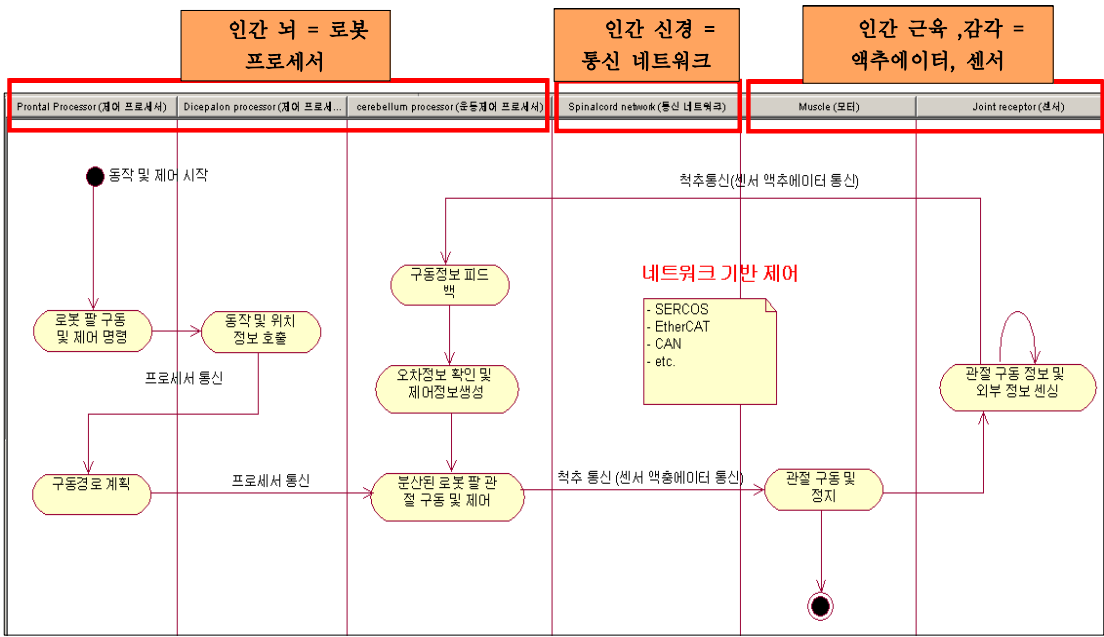 인간 뇌 = 로봇
프로세서
인간 신경 =
통신 네트워크
인간 근육 ,감각 =
액추에이터, 센서
Prontal Processor (제어 프로세서)
Dicepalon processor (제어 프로세...
cerebellum processor (운동제어 프로세서)
Spinalcord network (통신 네트웍크)
Muscle (모터)
Joint receptor (센서)
동작 및 제어 시작
척추통신(센서 액추에이터 통신)
구동정보 피드
백
네트워크 기반 제어
- SERCOS
- EtherCAT
- CAN
- etc.
로봇 팔 구동
및 제어 명령
동작 및 위치
정보 호출
프로세서 통신
오차정보 확인 및
제어정보생성
관절 구동 정보 및
외부 정보 센싱
구동경로 계획
프로세서 통신
분산된 로봇 팔 관
절 구동 및 제어
척추 통신 (센서 액충에이터 통신)
관절 구동 및
정지